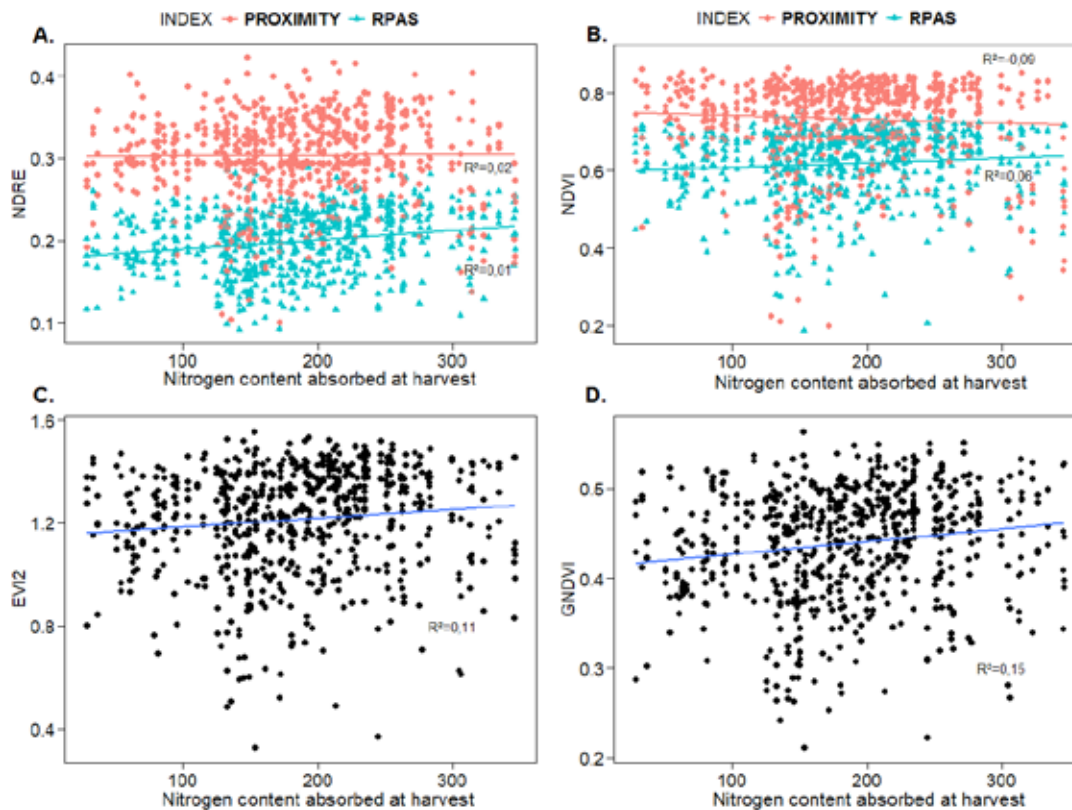 INDEX PROXIMITY RPAS
A.
NDRE
0.4
0.3
0.2
0.1
R²=0,02
R²=0,01
100 200 300
Nitrogen content absorbed at harvest
INDEX PROXIMITY RPAS
B.
NDVI
0.8
0.6
0.4
0.2
R²=-0,09
R²=0,06
100 200 300
Nitrogen content absorbed at harvest
C.
EVI2
1.6
1.2
0.8
0.4
R²=0,11
100 200 300
Nitrogen content absorbed at harvest
D.
GNDVI
0.5
0.4
0.3
0.2
R²=0,15
100 200 300
Nitrogen content absorbed at harvest